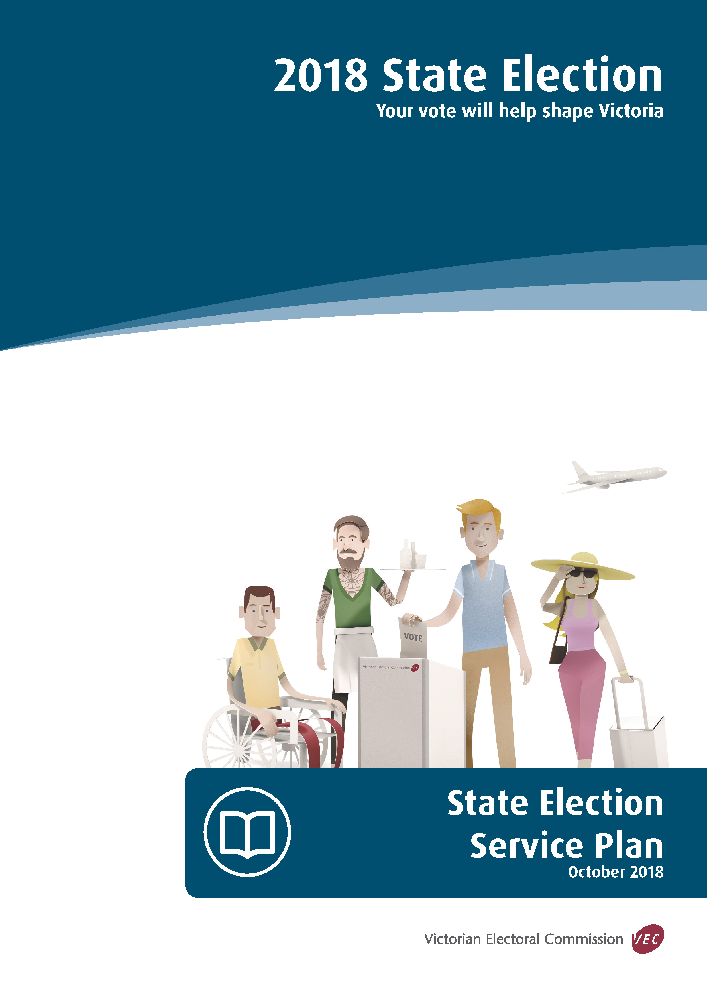 2018 State Election
Your vote will help shape Victoria
VOTE
Victorian Electoral Commission VEC
State Election
Service Plan
October 2018
Victorian Electoral Commission VEC